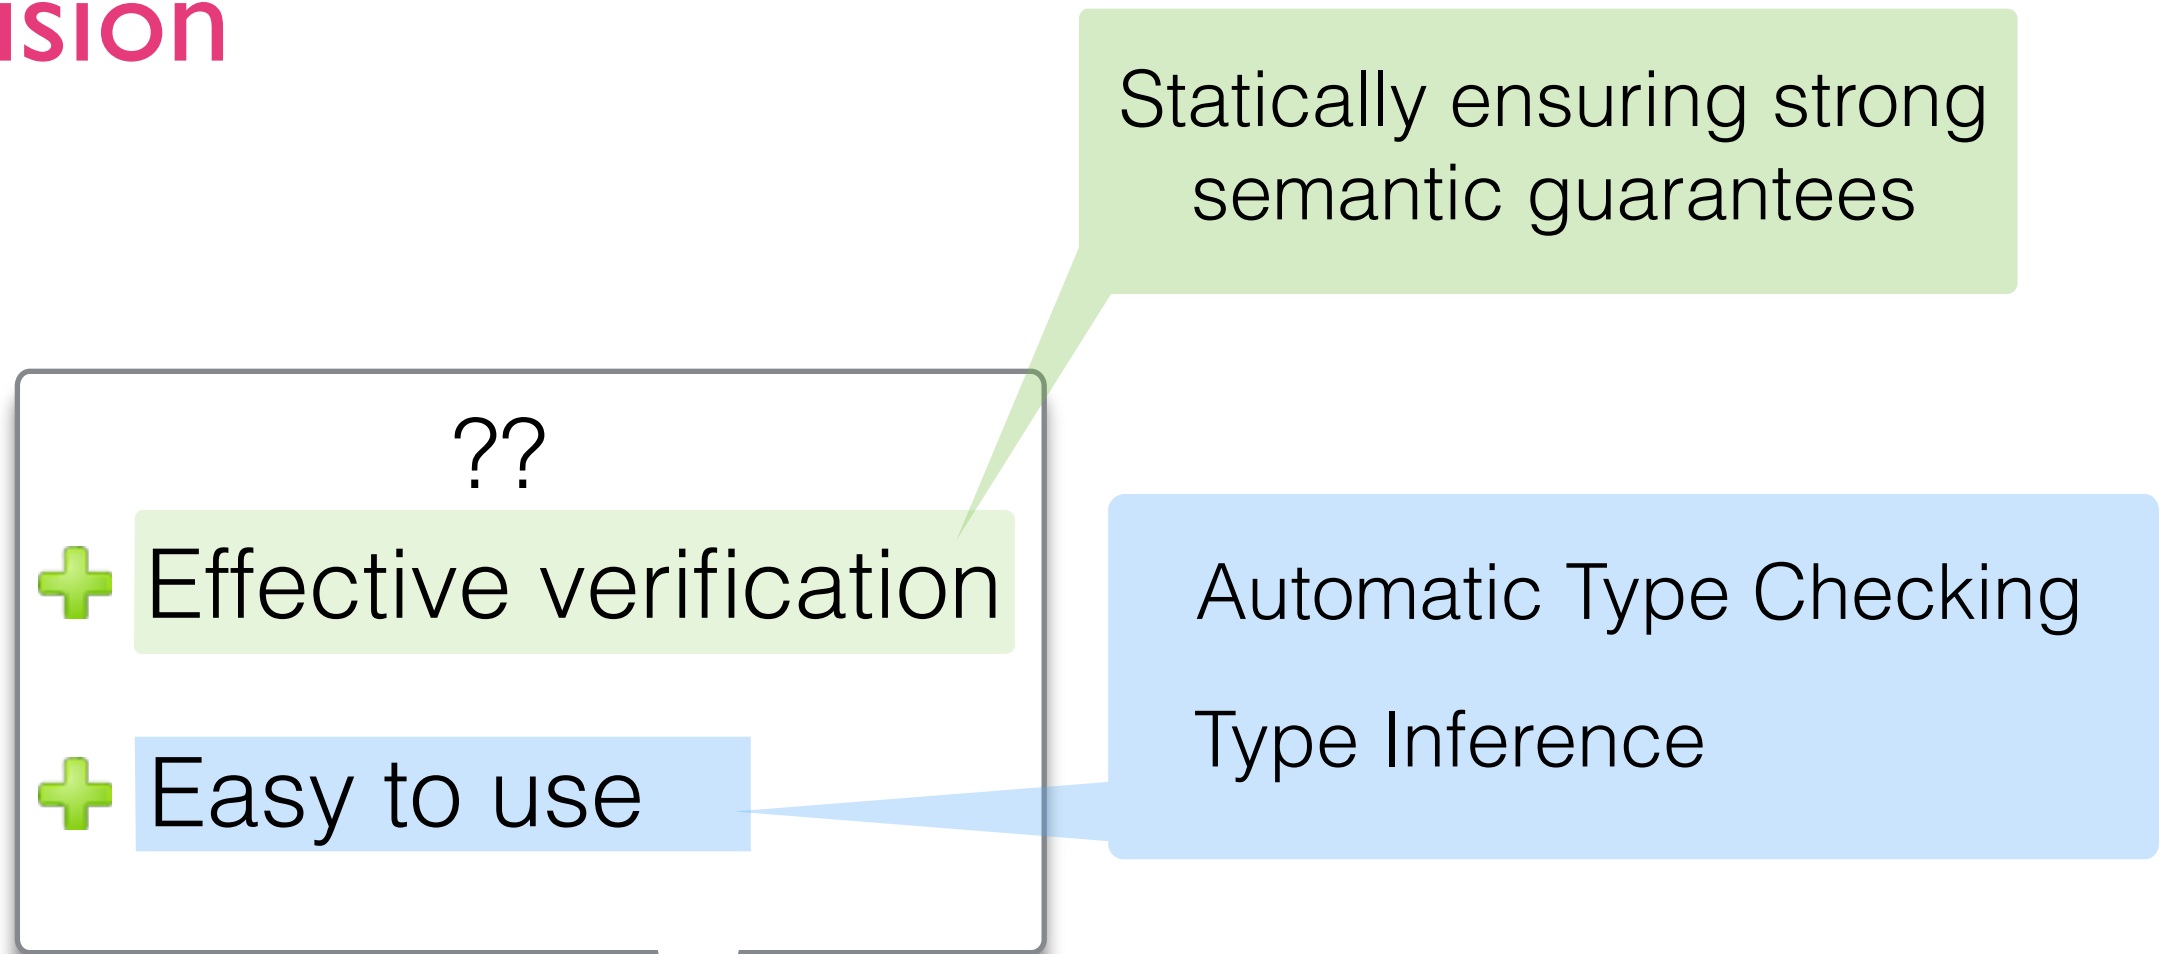 ision
Statically ensuring strong
semantic guarantees
??
Effective verification
Easy to use
Automatic Type Checking
Type Inference